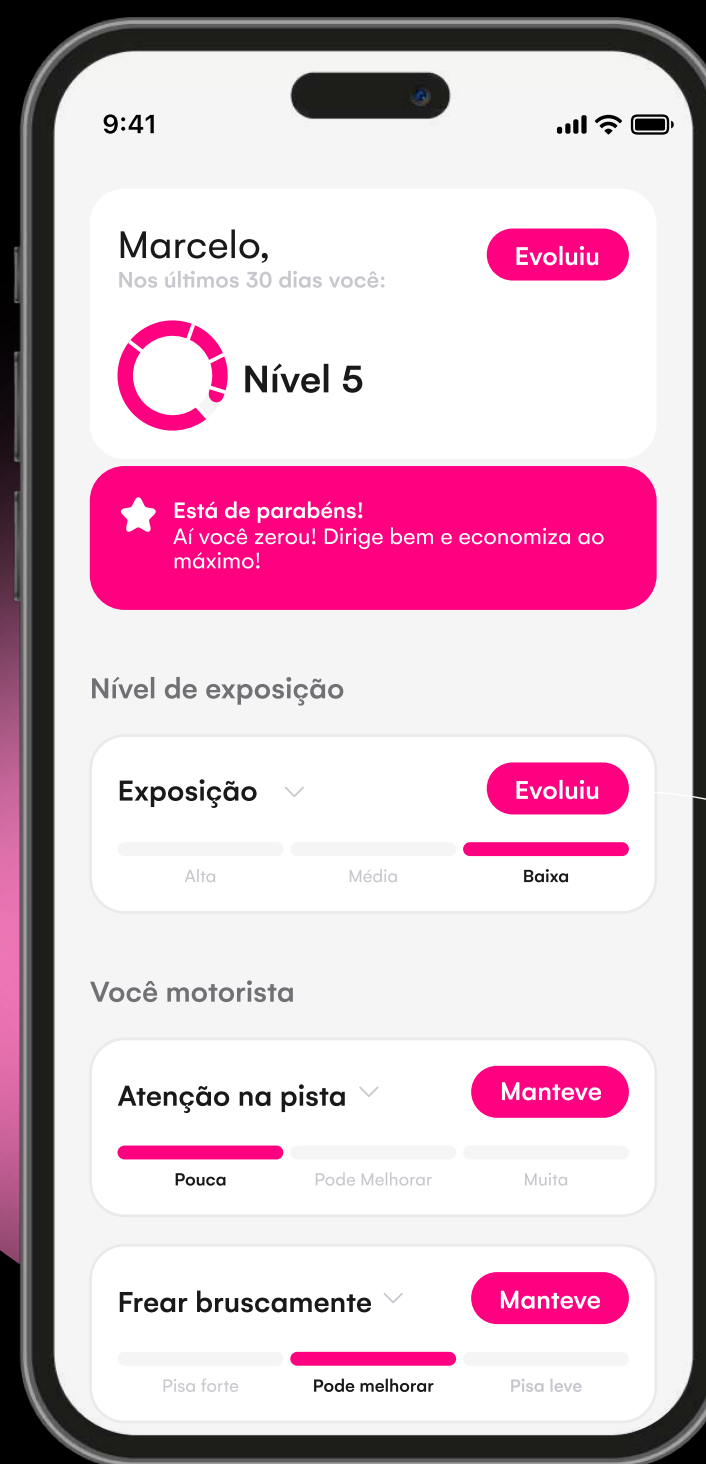 9:41
Marcelo,
Evoluiu
Nos últimos 30 dias você:
Nível 5
Está de parabéns!
Aí você zerou! Dirige bem e economiza ao
máximo!
Nível de exposição
Exposição
Evoluiu
Alta
Média
Baixa
Você motorista
Atenção na pista
Manteve
Pouca
Pode Melhorar
Muita
Frear bruscamente
Manteve
Pisa forte
Pode melhorar
Pisa leve